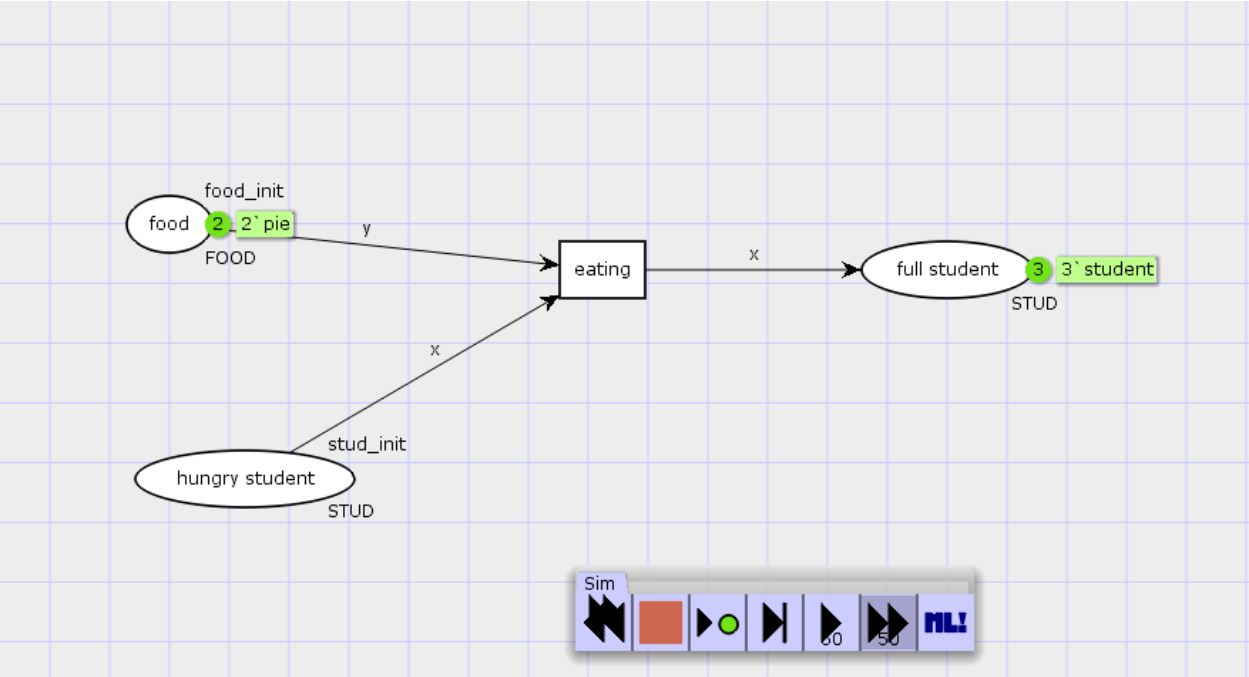 food_init
food
2
2`pie
FOOD
y
eating
x
full student
3
3`student
STUD
x
stud_init
hungry student
STUD
Sim
50
ML!